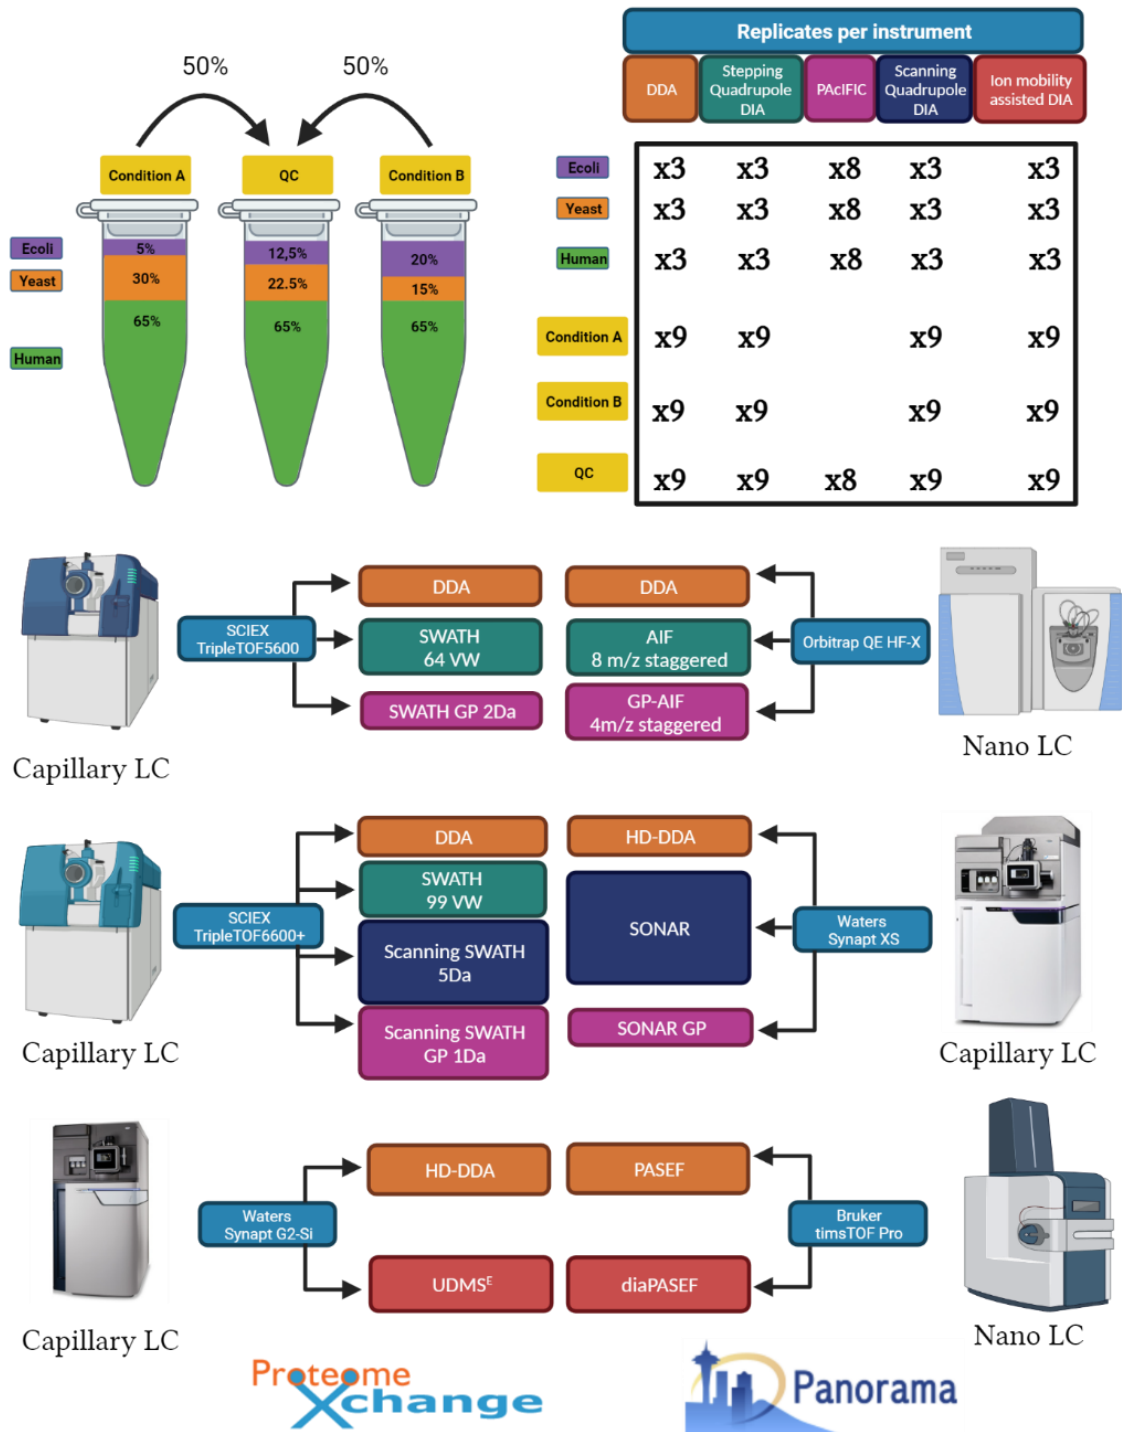 50%
50%
Condition A
QC
Condition B
Ecoli
Yeast
Human
5%
30%
65%
12,5%
22.5%
65%
20%
15%
65%
Replicates per instrument
DDA
Stepping
Quadrupole
DIA
PAcIFIC
Scanning
Quadrupole
DIA
Ion mobility
assisted DIA
Ecoli x3 x3 x8 x3 x3
Yeast x3 x3 x8 x3 x3
Human x3 x3 x8 x3 x3
Condition A x9 x9 x9 x9
Condition B x9 x9 x9 x9
QC x9 x9 x8 x9 x9
SCIEX
TripleTOF5600
DDA
SWATH
64 VW
SWATH GP 2Da
Capillary LC
DDA
AIF
8 m/z staggered
GP-AIF
4m/z staggered
Orbitrap QE HF-X
Nano LC
SCIEX
TripleTOF6600+
DDA
SWATH
99 VW
Scanning SWATH
5Da
Scanning SWATH
GP 1Da
Capillary LC
HD-DDA
SONAR
SONAR GP
Waters
Synapt XS
Capillary LC
Waters
Synapt G2-Si
HD-DDA
UDMSᴱ
Capillary LC
PASEF
diaPASEF
Bruker
timsTOF Pro
Nano LC
Proteome
Xchange
Panorama